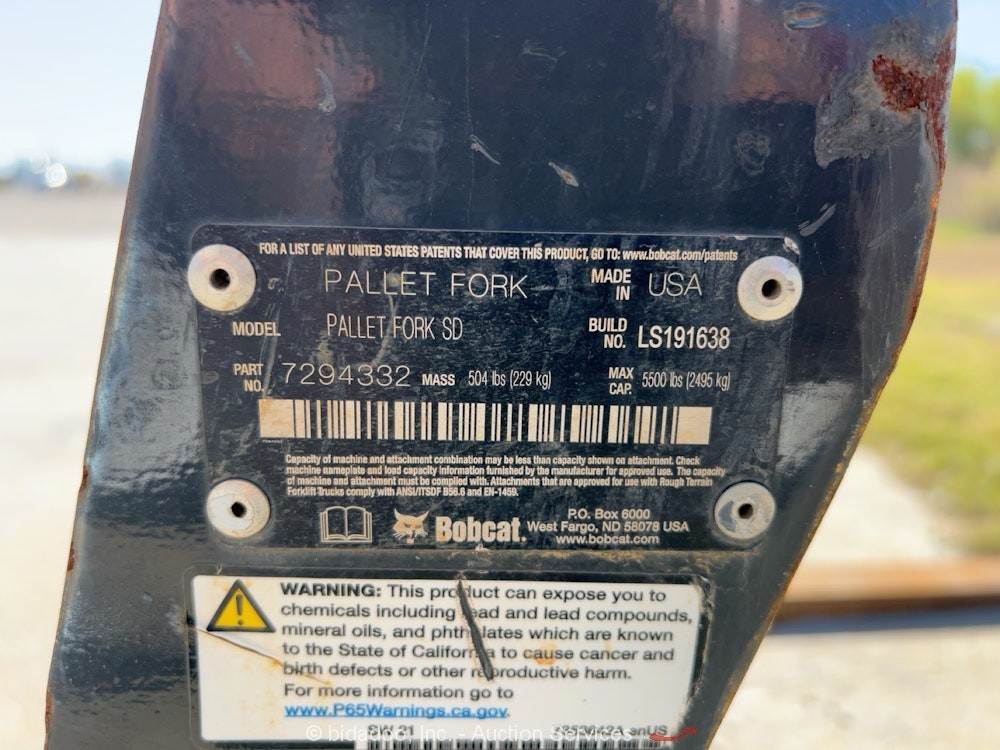 FOR A LIST OF ANY UNITED STATES PATENTS THAT COVER THIS PRODUCT, GO TO: www.bobcat.com/patents
PALLET FORK MADE IN USA
MODEL PALLET FORK SD BUILD NO. LS191638
PART NO. 7294332 MASS 504 lbs (229 kg) MAX CAP. 5500 lbs (2495 kg)
Capacity of machine and attachment combination may be less than capacity shown on attachment. Check
machine nameplate and load capacity information furnished by the manufacturer for approved use. The capacity
of machine and attachment must be complied with. Attachments that are approved for use with Rough Terrain
Forklift Trucks comply with ANSI/ITSDF B56.6 and EN-1459.
Bobcat.
P.O. Box 6000
West Fargo, ND 58078 USA
www.bobcat.com
WARNING: This product can expose you to
chemicals including lead and lead compounds,
mineral oils, and phthalates which are known
to the State of California to cause cancer and
birth defects or other reproductive harm.
For more information go to
www.P65Warnings.ca.gov.
© bidadoo, Inc. - Auction Services